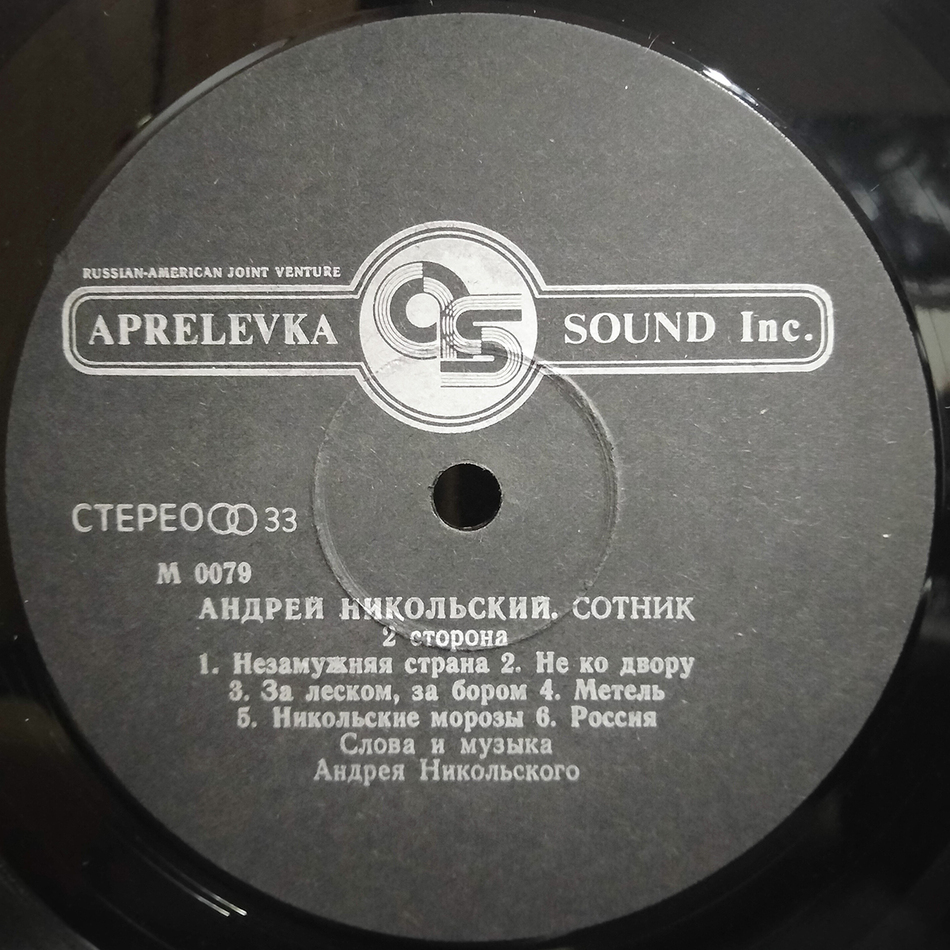 RUSSIAN-AMERICAN JOINT VENTURE
APRELEVKA SOUND Inc.
СТЕРЕО 33
М 0079
АНДРЕЙ НИКОЛЬСКИЙ. СОТНИК
2 сторона
1. Незамужняя страна 2. Не ко двору
3. За леском, за бором 4. Метель
5. Никольские морозы 6. Россия
Слова и музыка
Андрея Никольского